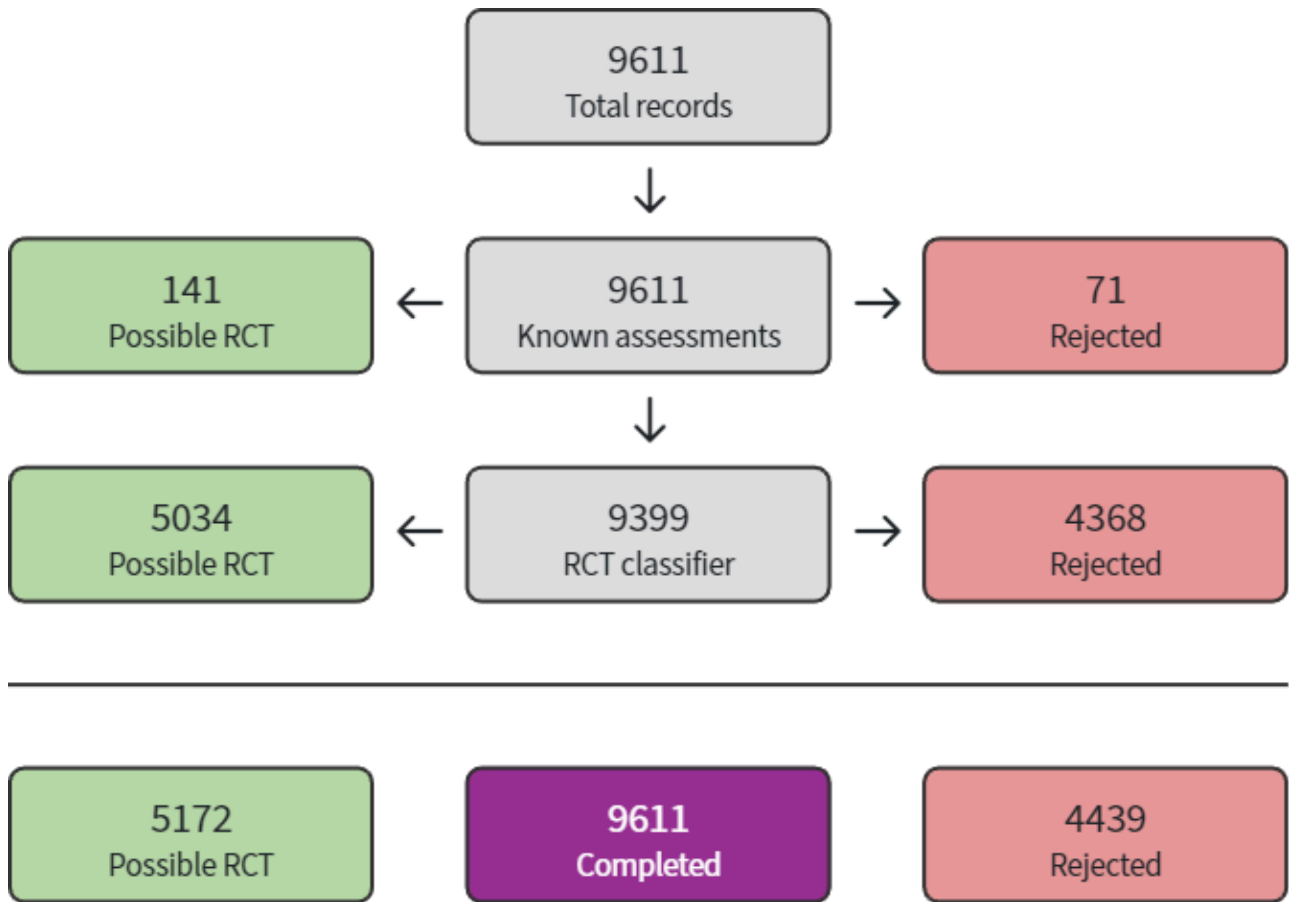 9611
Total records
141
Possible RCT
9611
Known assessments
71
Rejected
5034
Possible RCT
9399
RCT classifier
4368
Rejected
5172
Possible RCT
9611
Completed
4439
Rejected